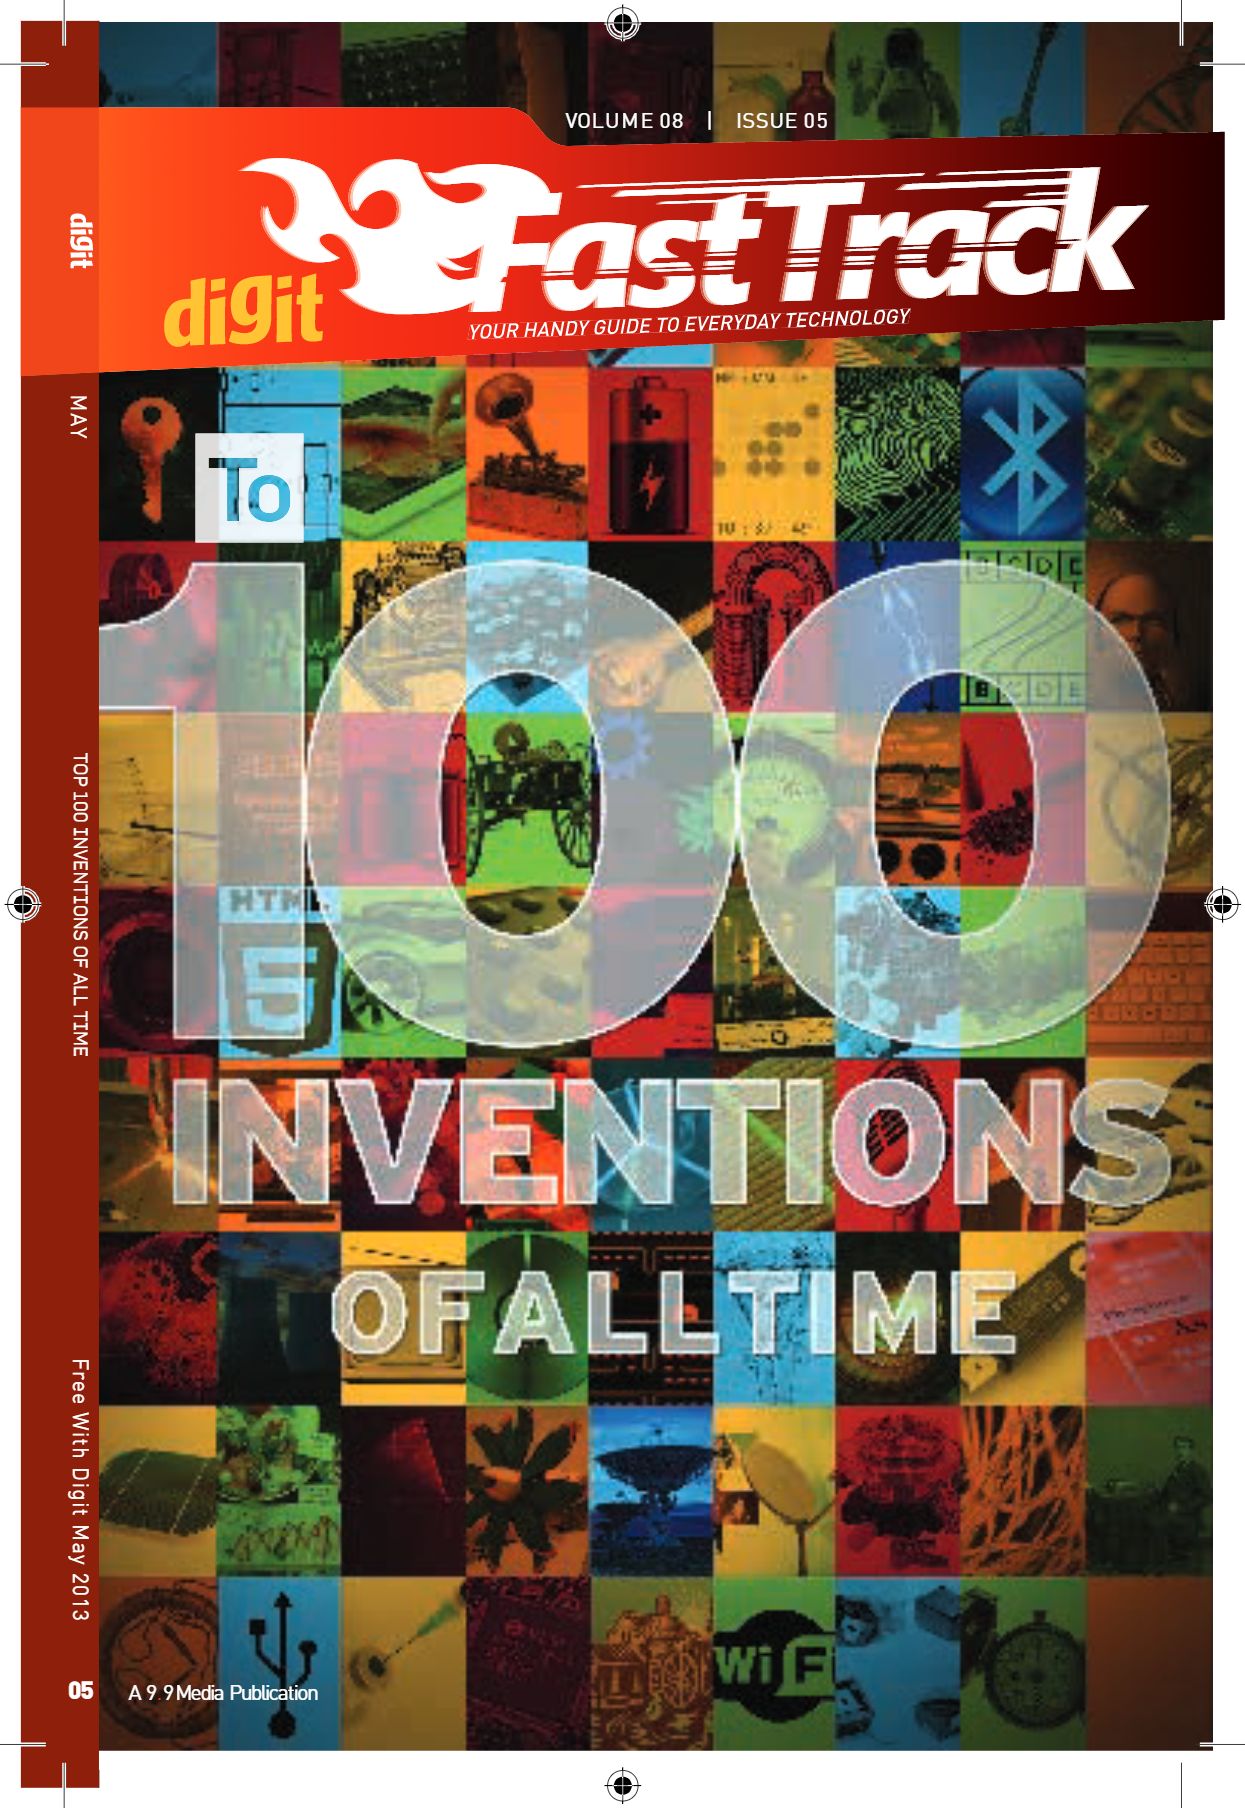 VOLUME 08 | ISSUE 05
digit
FastTrack
YOUR HANDY GUIDE TO EVERYDAY TECHNOLOGY
To
100
INVENTIONS
OF ALL TIME
HTML
5
B C D E
B C D E
WiFi
A 9.9 Media Publication
digit
MAY
TOP 100 INVENTIONS OF ALL TIME
Free With Digit May 2013
05